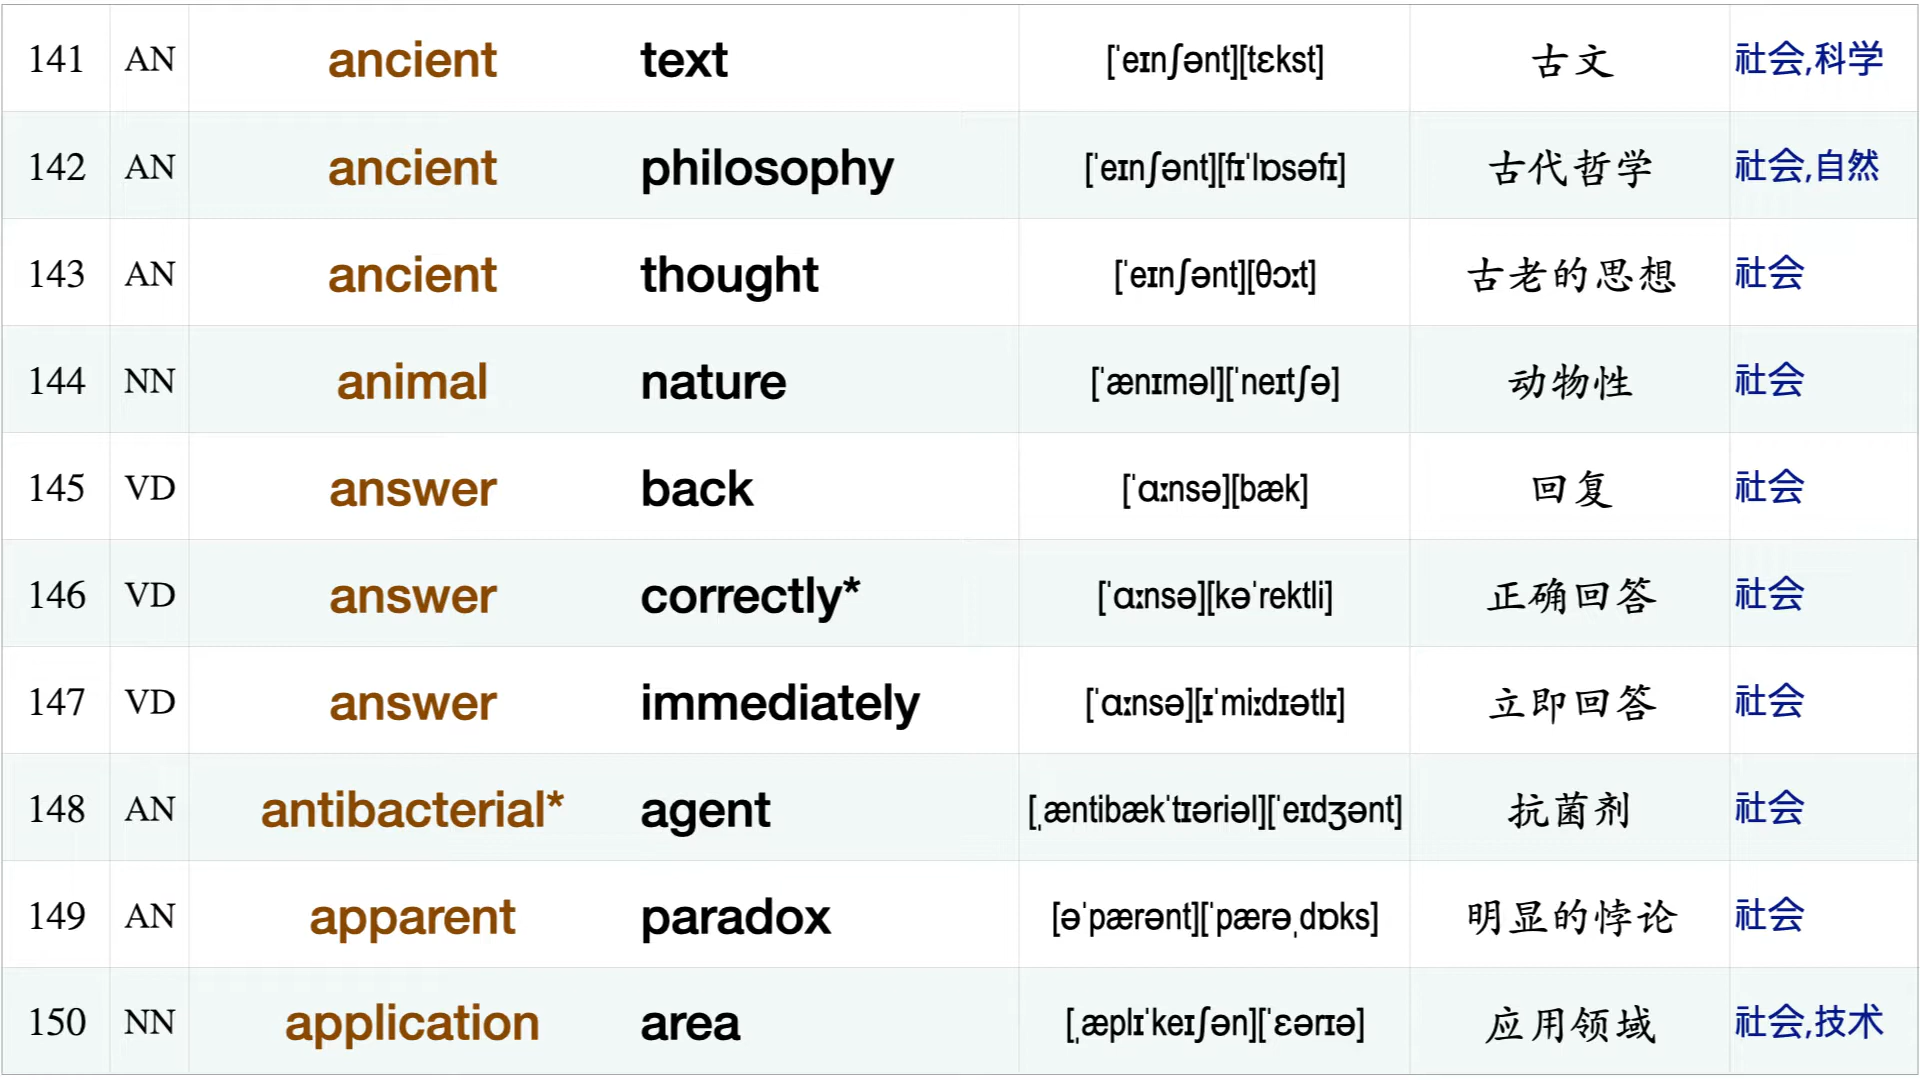 141 AN ancient text [ˈeɪnʃənt][tɛkst] 古文 社会,科学
142 AN ancient philosophy [ˈeɪnʃənt][fɪˈlɒsəfɪ] 古代哲学 社会,自然
143 AN ancient thought [ˈeɪnʃənt][θɔːt] 古老的思想 社会
144 NN animal nature [ˈænɪməl][ˈneɪtʃə] 动物性 社会
145 VD answer back [ˈɑːnsə][bæk] 回复 社会
146 VD answer correctly* [ˈɑːnsə][kəˈrektli] 正确回答 社会
147 VD answer immediately [ˈɑːnsə][ɪˈmiːdɪətlɪ] 立即回答 社会
148 AN antibacterial* agent [ˌæntibækˈtɪəriəl][ˈeɪdʒənt] 抗菌剂 社会
149 AN apparent paradox [əˈpærənt][ˈpærəˌdɒks] 明显的悖论 社会
150 NN application area [ˌæplɪˈkeɪʃən][ˈɛərɪə] 应用领域 社会,技术